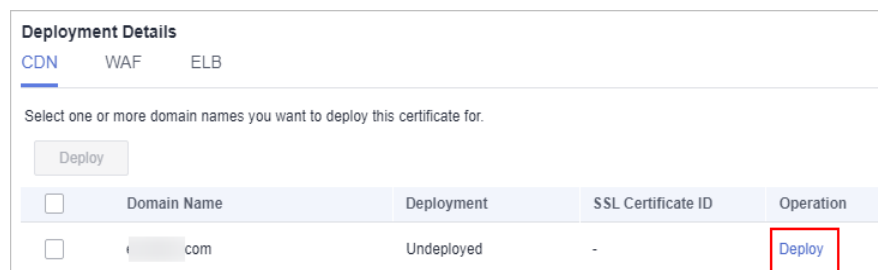 Deployment Details
CDN WAF ELB
Select one or more domain names you want to deploy this certificate for.
Deploy
Domain Name Deployment SSL Certificate ID Operation
com Undeployed - Deploy